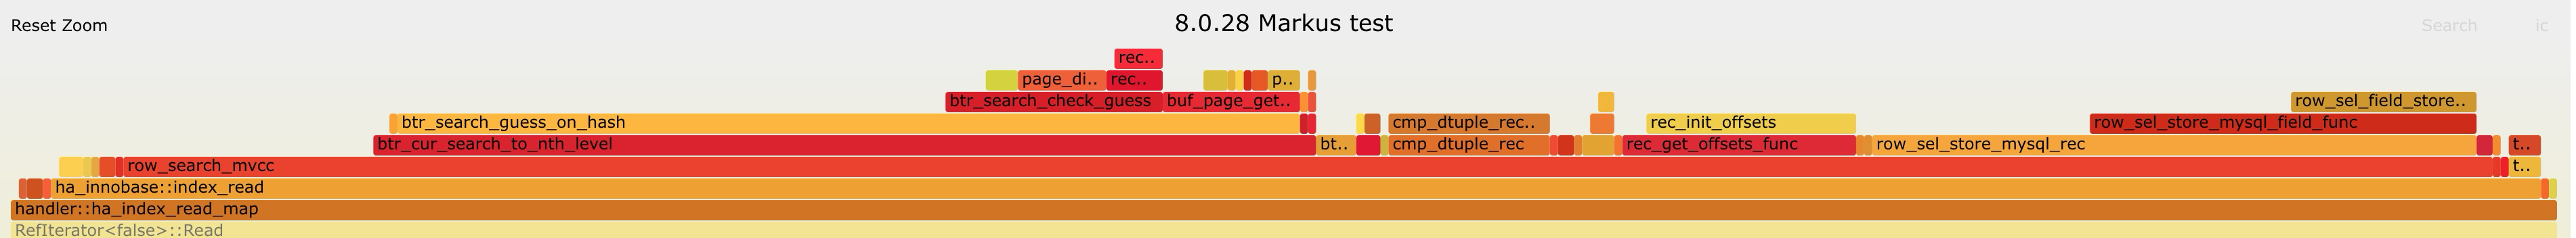 Reset Zoom 8.0.28 Markus test Search ic
rec..
page_di.. rec.. p..
btr_search_check_guess buf_page_get.. row_sel_field_store..
btr_search_guess_on_hash cmp_dtuple_rec.. rec_init_offsets row_sel_store_mysql_field_func
btr_cur_search_to_nth_level bt.. cmp_dtuple_rec rec_get_offsets_func row_sel_store_mysql_rec t..
row_search_mvcc t..
ha_innobase::index_read
handler::ha_index_read_map
RefIterator<false>::Read